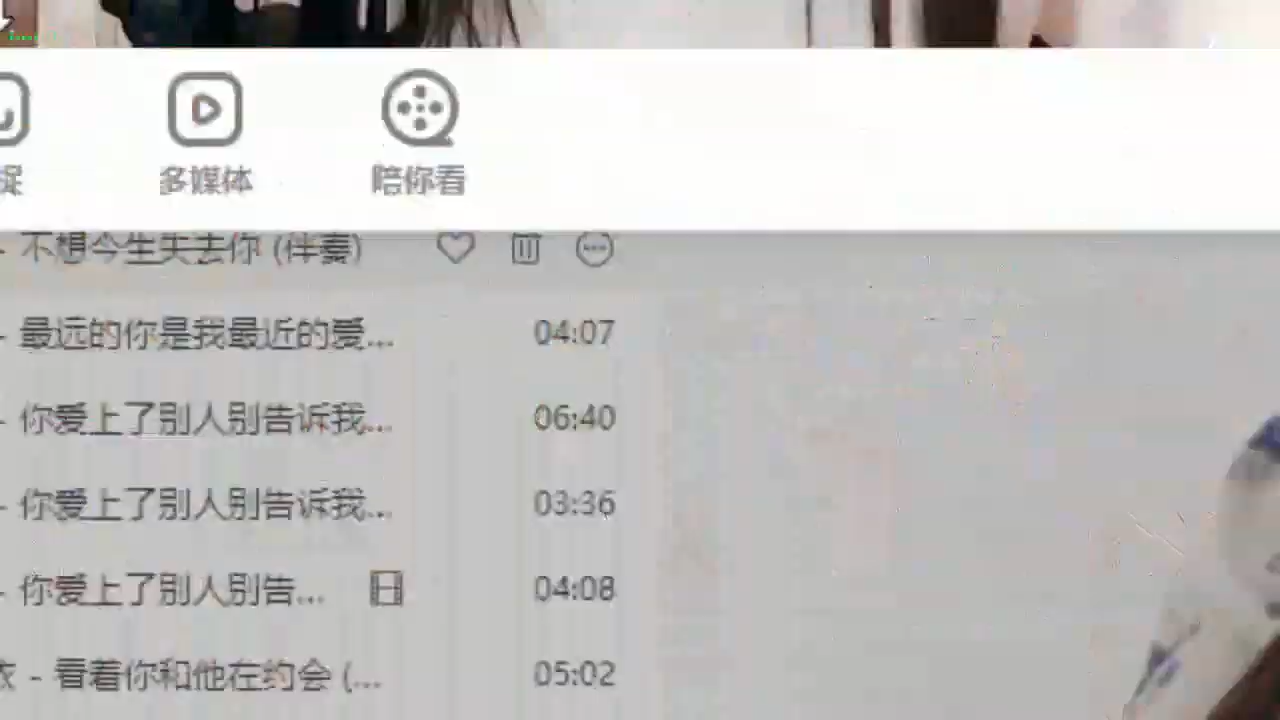 捉
多媒体
陪你看
- 不想今生失去你 (伴奏)
- 最远的你是我最近的爱... 04:07
- 你爱上了别人别告诉我... 06:40
- 你爱上了别人别告诉我... 03:36
- 你爱上了别人别告... 04:08
衣 - 看着你和他在约会 (... 05:02